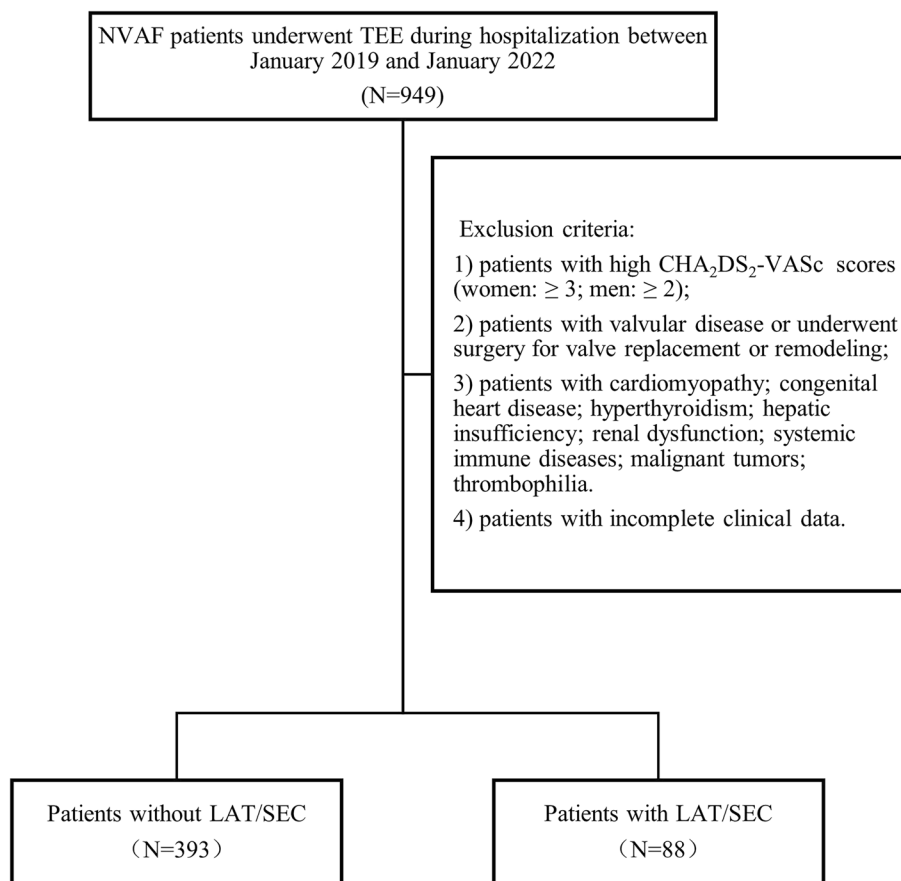 NVAF patients underwent TEE during hospitalization between
January 2019 and January 2022
(N=949)
Exclusion criteria:
1) patients with high CHA₂DS₂-VASc scores
(women: ≥ 3; men: ≥ 2);
2) patients with valvular disease or underwent
surgery for valve replacement or remodeling;
3) patients with cardiomyopathy; congenital
heart disease; hyperthyroidism; hepatic
insufficiency; renal dysfunction; systemic
immune diseases; malignant tumors;
thrombophilia.
4) patients with incomplete clinical data.
Patients without LAT/SEC
（N=393）
Patients with LAT/SEC
（N=88）